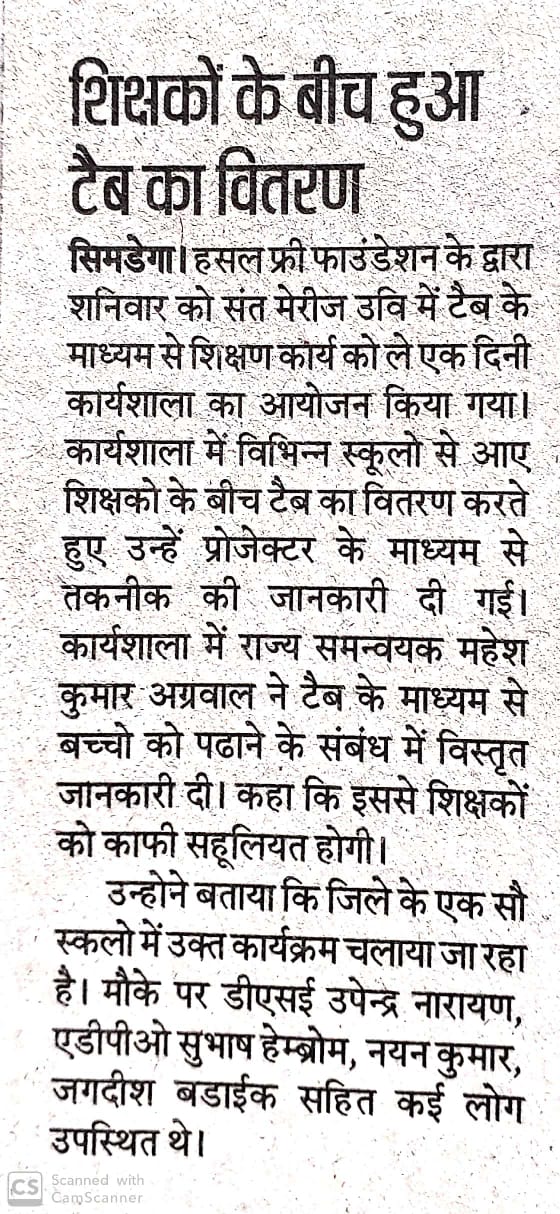 शिक्षकों के बीच हुआ
टैब का वितरण
सिमडेगा। हसल फ्री फाउंडेशन के द्वारा
शनिवार को संत मेरीज उवि में टैब के
माध्यम से शिक्षण कार्य को ले एक दिनी
कार्यशाला का आयोजन किया गया।
कार्यशाला में विभिन्न स्कूलो से आए
शिक्षको के बीच टैब का वितरण करते
हुए उन्हें प्रोजेक्टर के माध्यम से
तकनीक की जानकारी दी गई।
कार्यशाला में राज्य समन्वयक महेश
कुमार अग्रवाल ने टैब के माध्यम से
बच्चो को पढाने के संबंध में विस्तृत
जानकारी दी। कहा कि इससे शिक्षकों
को काफी सहूलियत होगी।
उन्होने बताया कि जिले के एक सौ
स्कलो में उक्त कार्यक्रम चलाया जा रहा
है। मौके पर डीएसई उपेन्द्र नारायण,
एडीपीओ सुभाष हेम्ब्रोम, नयन कुमार,
जगदीश बडाईक सहित कई लोग
उपस्थित थे।
CS Scanned with
CamScanner